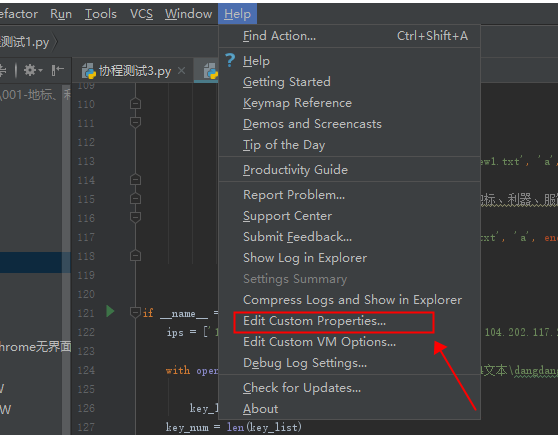 efactor Run Tools VCS Window Help
测试1.py
Find Action... Ctrl+Shift+A
\001-地标、利
协程测试3.py
Help
Getting Started
110 Keymap Reference
111 Demos and Screencasts
112 Tip of the Day
113 Productivity Guide ew1.txt', 'a',
114
115 Report Problem... 地标、利器、服
116 Support Center
117 Submit Feedback... xt', 'a', en
118 Show Log in Explorer
119 Settings Summary
120 Compress Logs and Show in Explorer
121 if __name__ = Edit Custom Properties...
122 ips = ['1 Edit Custom VM Options... 104.202.117.2
123 Debug Log Settings...
hrome无界面
124 with open 文本\dangdang
125 Check for Updates...
W
126 key_l About
W
127 key_num = len(key_list)